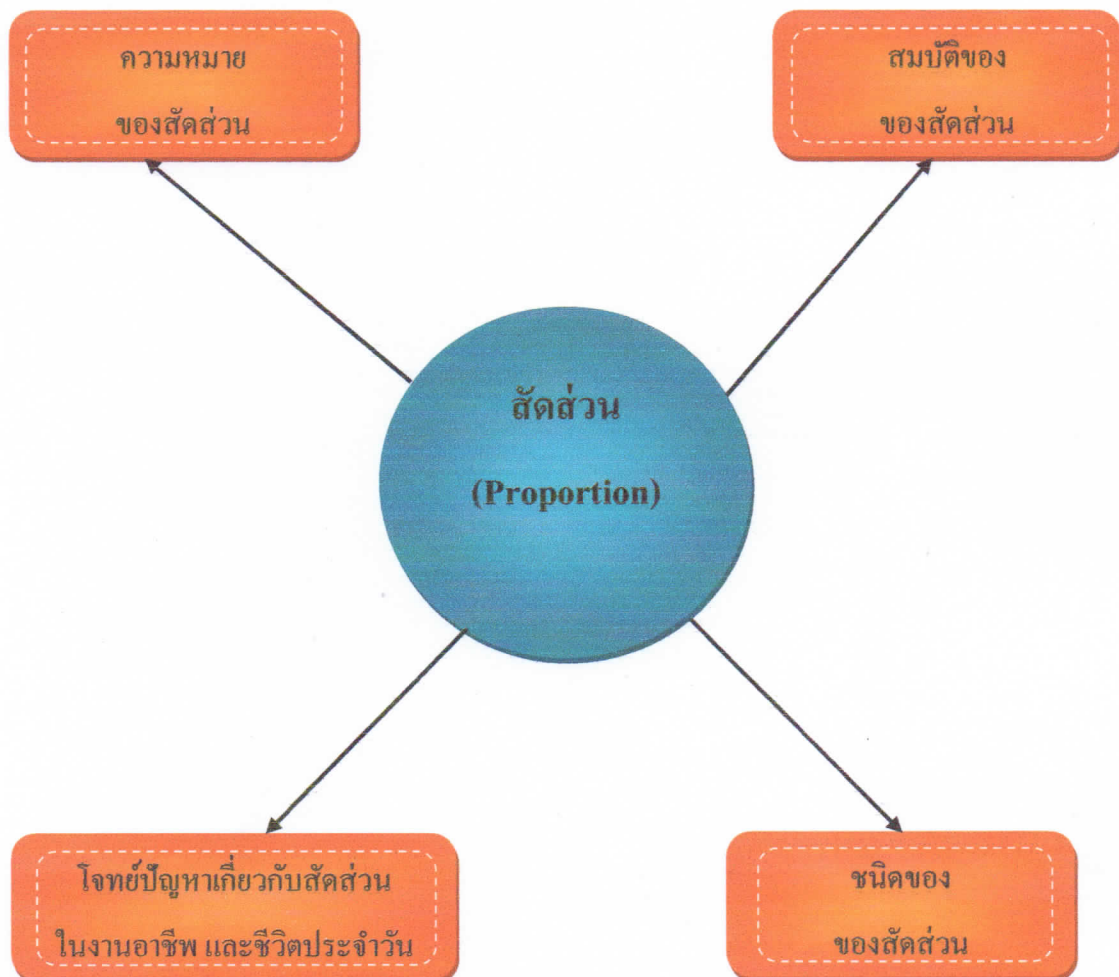 ความหมาย
ของสัดส่วน
สมบัติของ
ของสัดส่วน
สัดส่วน
(Proportion)
โจทย์ปัญหาเกี่ยวกับสัดส่วน
ในงานอาชีพ และชีวิตประจำวัน
ชนิดของ
ของสัดส่วน